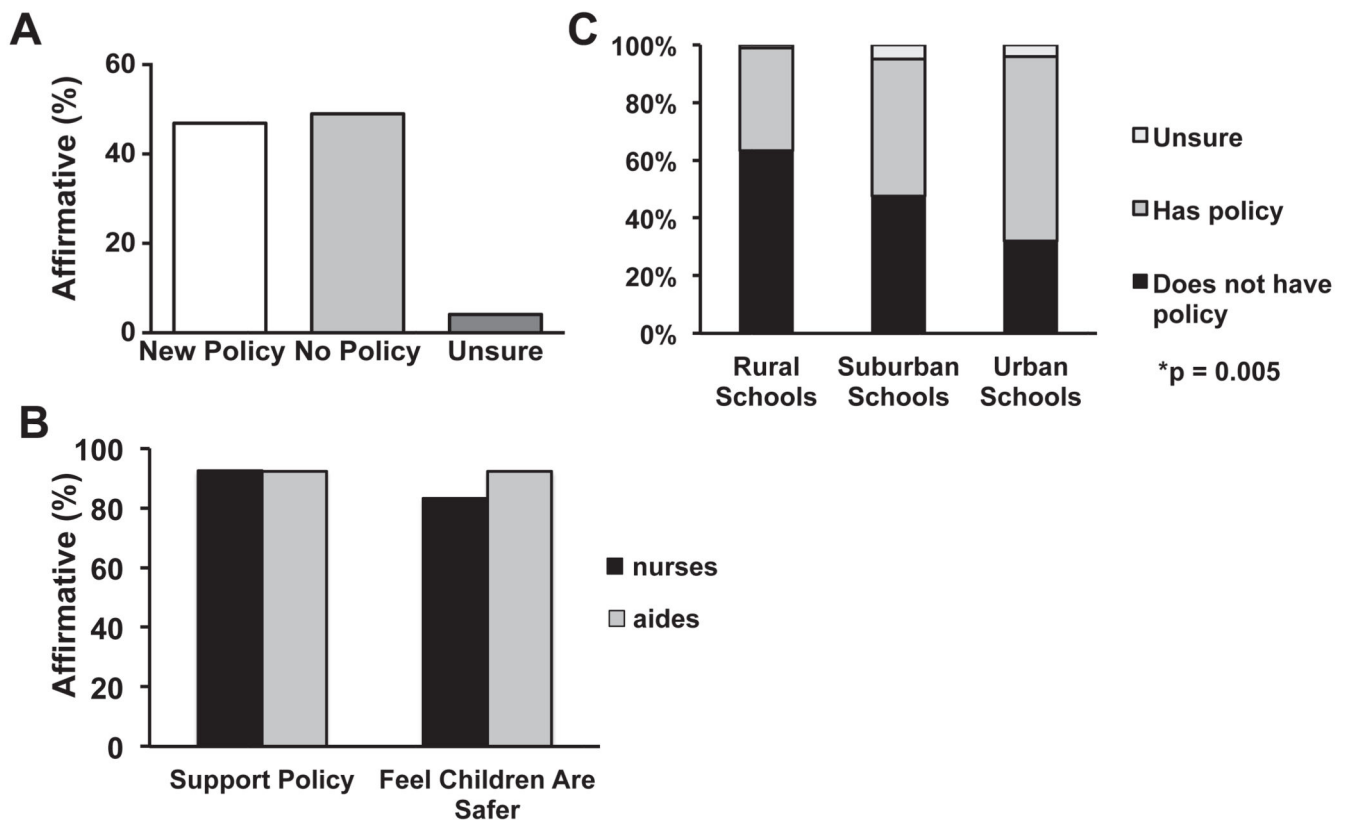 A
Affirmative (%)
60
40
20
0
New Policy No Policy Unsure
B
Affirmative (%)
100
80
60
40
20
0
Support Policy
Feel Children Are
Safer
nurses
aides
C
100%
80%
60%
40%
20%
0%
Rural
Schools
Suburban
Schools
Urban
Schools
Unsure
Has policy
Does not have
policy
*p = 0.005